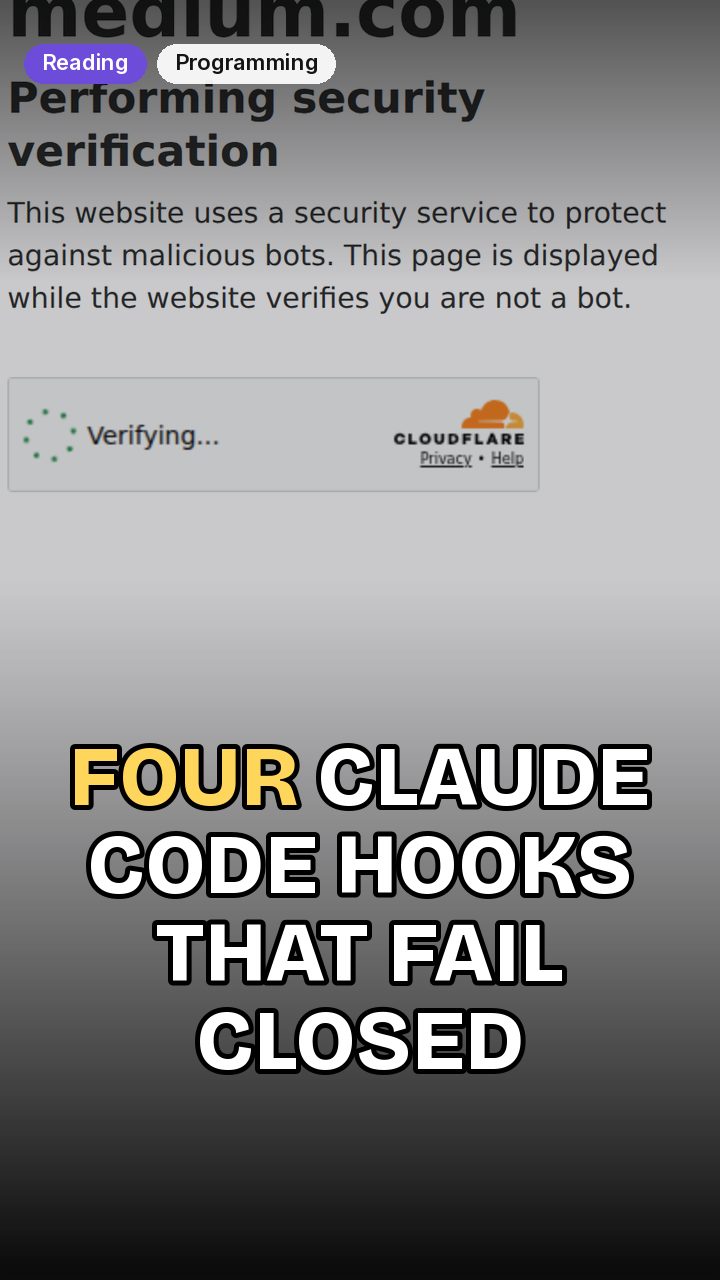 medium.com
Reading Programming
Performing security
verification
This website uses a security service to protect
against malicious bots. This page is displayed
while the website verifies you are not a bot.
Verifying...
CLOUDFLARE
Privacy • Help
FOUR CLAUDE
CODE HOOKS
THAT FAIL
CLOSED